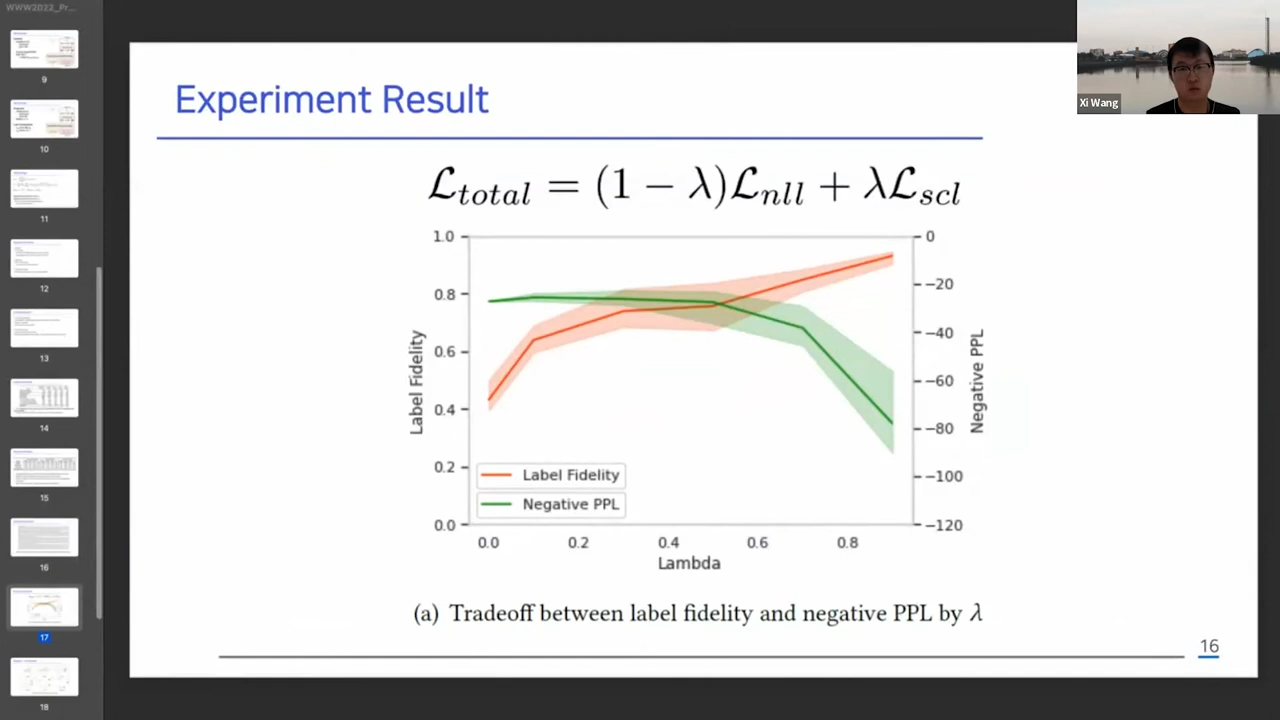 WWW2022_Pr...
9
10
11
12
13
14
15
16
17
18
Xi Wang
Experiment Result
ℒtotal = (1 − λ)ℒnll + λℒscl
1.0
0.8
0.6
0.4
0.2
0.0
Label Fidelity
0
−20
−40
−60
−80
−100
−120
Negative PPL
Label Fidelity
Negative PPL
0.0 0.2 0.4 0.6 0.8
Lambda
(a) Tradeoff between label fidelity and negative PPL by λ
16